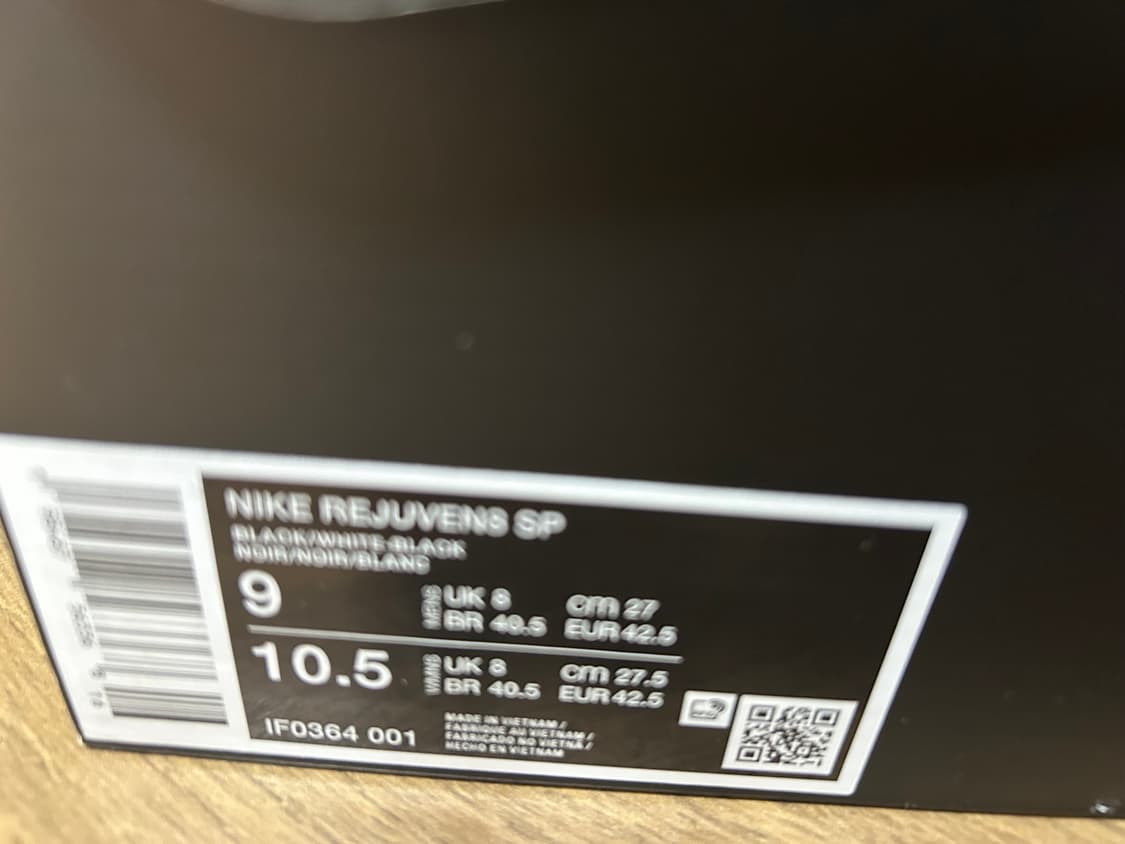 NIKE REJUVEN8 SP
BLACK/WHITE-BLACK
NOIR/NOIR/BLANC
9
MENS
UK 8
cm 27
BR 40.5
EUR 42.5
10.5
WMNS
UK 8
cm 27.5
BR 40.5
EUR 42.5
IF0364 001
MADE IN VIETNAM /
FABRIQUE AU VIETNAM /
FABRICADO NO VIETNÃ /
HECHO EN VIETNAM